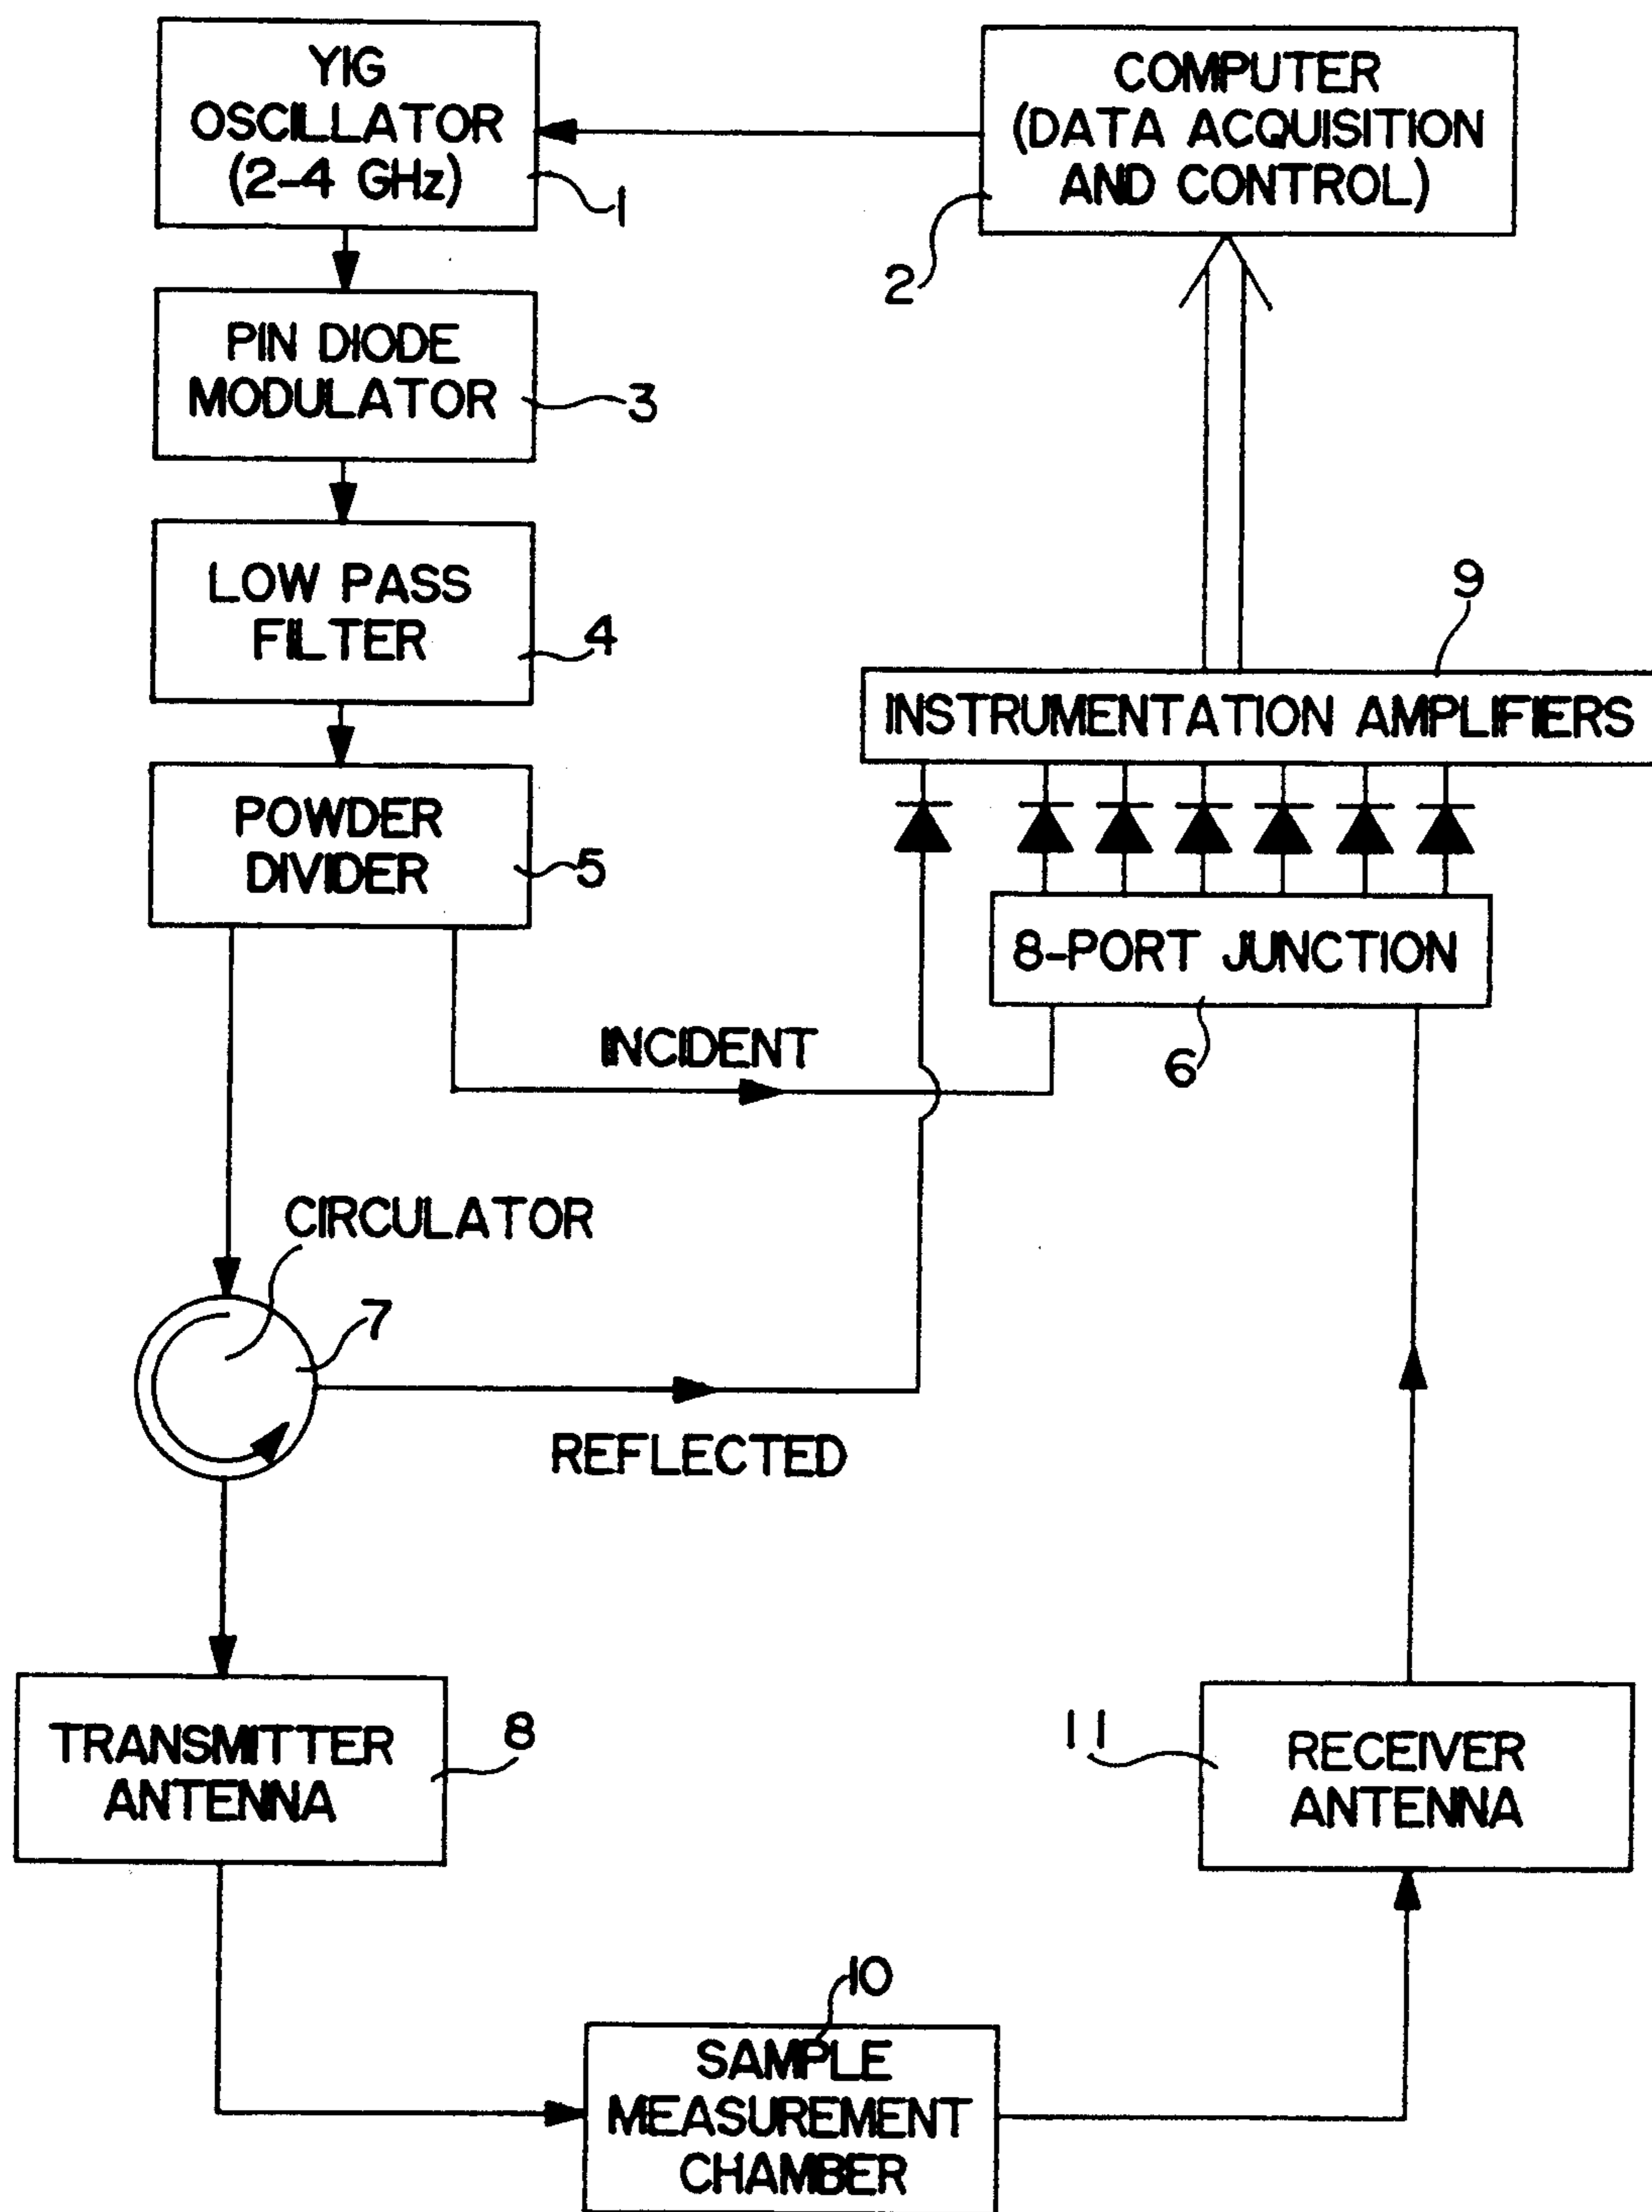 YIG
OSCILLATOR
(2-4 GHz)
1
COMPUTER
(DATA ACQUISITION
AND CONTROL)
2
PIN DIODE
MODULATOR
3
LOW PASS
FILTER
4
POWDER
DIVIDER
5
9
INSTRUMENTATION AMPLIFIERS
8-PORT JUNCTION
6
INCIDENT
CIRCULATOR
7
REFLECTED
TRANSMITTER
ANTENNA
8
11
RECEIVER
ANTENNA
10
SAMPLE
MEASUREMENT
CHAMBER